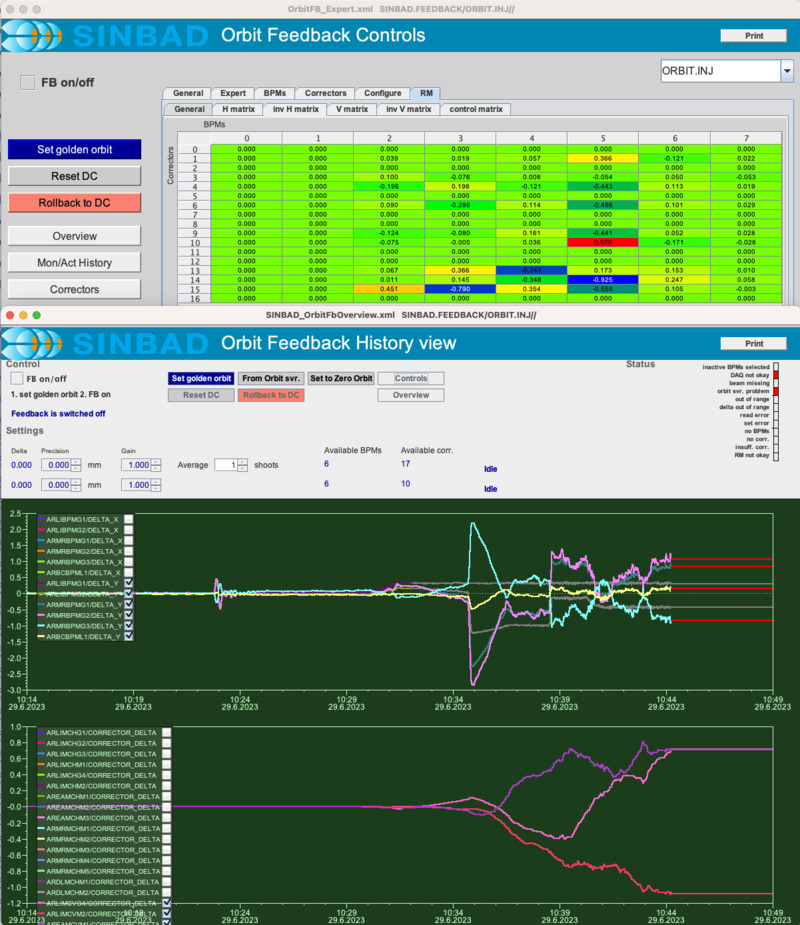 OrbitFB_Expert.xml SINBAD.FEEDBACK/ORBIT.INJ//
SINBAD Orbit Feedback Controls Print
FB on/off
ORBIT.INJ
General Expert BPMs Correctors Configure RM
General H matrix inv H matrix V matrix inv V matrix control matrix
BPMs
Correctors
Set golden orbit
Reset DC
Rollback to DC
Overview
Mon/Act History
Correctors
0 1 2 3 4 5 6 7
0 0.000 0.000 0.000 0.000 0.000 0.000 0.000 0.000
1 0.000 0.000 0.039 0.019 0.057 0.366 -0.121 0.022
2 0.000 0.000 0.000 0.000 0.000 0.000 0.000 0.000
3 0.000 0.000 0.100 -0.076 0.008 -0.054 0.050 -0.053
4 0.000 0.000 -0.196 0.198 -0.121 -0.443 0.113 0.019
5 0.000 0.000 0.000 0.000 0.000 0.000 0.000 0.000
6 0.000 0.000 0.090 -0.298 0.114 -0.486 0.101 0.029
7 0.000 0.000 0.000 0.000 0.000 0.000 0.000 0.000
8 0.000 0.000 0.000 0.000 0.000 0.000 0.000 0.000
9 0.000 0.000 -0.124 -0.080 0.161 -0.441 0.052 0.028
10 0.000 0.000 -0.075 -0.005 0.036 0.970 -0.171 -0.028
11 0.000 0.000 0.000 0.000 0.000 0.000 0.000 0.000
12 0.000 0.000 0.000 0.000 0.000 0.000 0.000 0.000
13 0.000 0.000 0.067 0.366 -0.747 0.173 0.153 0.010
14 0.000 0.000 0.011 0.145 -0.348 -0.925 0.247 0.058
15 0.000 0.000 0.451 -0.790 0.354 -0.558 0.105 -0.003
16 0.000 0.000 0.000 0.000 0.000 0.000 0.000 0.000
SINBAD_OrbitFbOverview.xml SINBAD.FEEDBACK/ORBIT.INJ//
SINBAD Orbit Feedback History view Print
Control
FB on/off
1. set golden orbit 2. FB on
Feedback is switched off
Set golden orbit From Orbit svr. Set to Zero Orbit Controls
Reset DC Rollback to DC Overview
Status
inactive BPMs selected
DAQ not okay
beam missing
orbit svr. problem
out of range
delta out of range
read error
set error
no BPMs
no corr.
insuff. corr.
RM not okay
Settings
Delta Precision Gain Available BPMs Available corr.
0.000 0.000 mm 1.000 Average 1 shoots 6 17 Idle
0.000 0.000 mm 1.000 6 10 Idle
2.5
2.0
1.5
1.0
0.5
0.0
-0.5
-1.0
-1.5
-2.0
-2.5
-3.0
ARLIBPMG1/DELTA_X
ARLIBPMG2/DELTA_X
ARMRBPMG1/DELTA_X
ARMRBPMG2/DELTA_X
ARMRBPMG3/DELTA_X
ARBCBPML1/DELTA_X
ARLIBPMG1/DELTA_Y
ARMRBPMG1/DELTA_Y
ARMRBPMG2/DELTA_Y
ARMRBPMG3/DELTA_Y
ARBCBPML1/DELTA_Y
10:14 10:19 10:24 10:29 10:34 10:39 10:44 10:49
29.6.2023 29.6.2023 29.6.2023 29.6.2023 29.6.2023 29.6.2023 29.6.2023 29.6.2023
1.0
0.8
0.6
0.4
0.2
-0.0
-0.2
-0.4
-0.6
-0.8
-1.0
-1.2
ARLIMCHG1/CORRECTOR_DELTA
ARLIMCHG2/CORRECTOR_DELTA
ARLIMCHG3/CORRECTOR_DELTA
ARLIMCHM1/CORRECTOR_DELTA
ARLIMCHG4/CORRECTOR_DELTA
ARLIMCHM2/CORRECTOR_DELTA
AREAMCHM1/CORRECTOR_DELTA
AREAMCHM2/CORRECTOR_DELTA
AREAMCHM3/CORRECTOR_DELTA
ARMRMCHM1/CORRECTOR_DELTA
ARMRMCHM2/CORRECTOR_DELTA
ARMRMCHM3/CORRECTOR_DELTA
ARMRMCHM4/CORRECTOR_DELTA
ARMRMCHM5/CORRECTOR_DELTA
ARDLMCHM1/CORRECTOR_DELTA
ARDLMCHM2/CORRECTOR_DELTA
ARLIMCVG4/CORRECTOR_DELTA
ARLIMCVM2/CORRECTOR_DELTA
AREAMCVM1/CORRECTOR_DELTA
10:14 10:19 10:24 10:29 10:34 10:39 10:44 10:49
29.6.2023 29.6.2023 29.6.2023 29.6.2023 29.6.2023 29.6.2023 29.6.2023